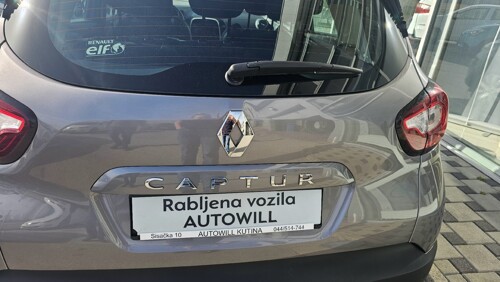 RENAULT
elf
CAPTUR
Rabljena vozila
AUTOWILL
Sisačka 10 AUTOWILL KUTINA 044/514-744